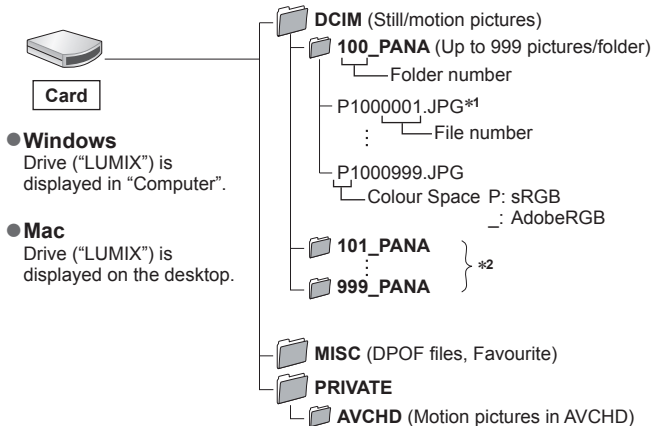 DCIM (Still/motion pictures)
100_PANA (Up to 999 pictures/folder)
Folder number
P1000001.JPG*1
File number
P1000999.JPG
Colour Space P: sRGB
_: AdobeRGB
101_PANA
*2
999_PANA
MISC (DPOF files, Favourite)
PRIVATE
AVCHD (Motion pictures in AVCHD)
Card
●Windows
Drive (“LUMIX”) is
displayed in “Computer”.
●Mac
Drive (“LUMIX”) is
displayed on the desktop.